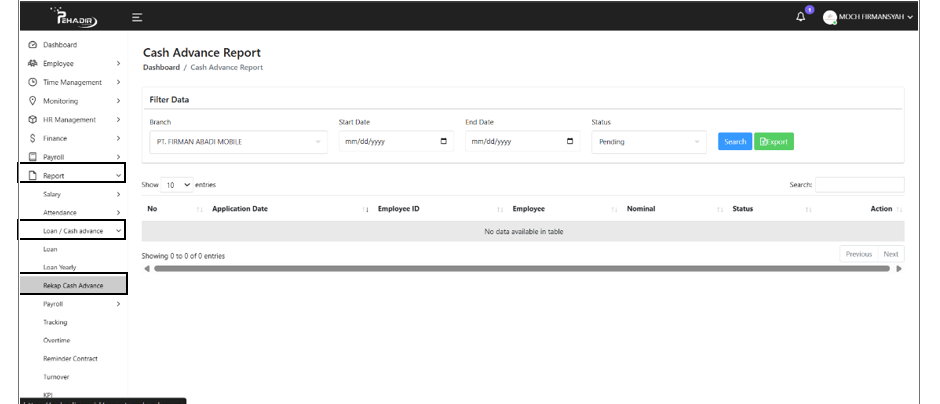 PEHADIR
1
MOCH FIRMANSYAH
Dashboard
Employee
Time Management
Monitoring
HR Management
Finance
Payroll
Report
Salary
Attendance
Loan / Cash advance
Loan
Loan Yearly
Rekap Cash Advance
Payroll
Tracking
Overtime
Reminder Contract
Turnover
KPI
Cash Advance Report
Dashboard / Cash Advance Report
Filter Data
Branch Start Date End Date Status
PT. FIRMAN ABADI MOBILE mm/dd/yyyy mm/dd/yyyy Pending Search Export
Show 10 entries Search:
No Application Date Employee ID Employee Nominal Status Action
No data available in table
Showing 0 to 0 of 0 entries Previous Next